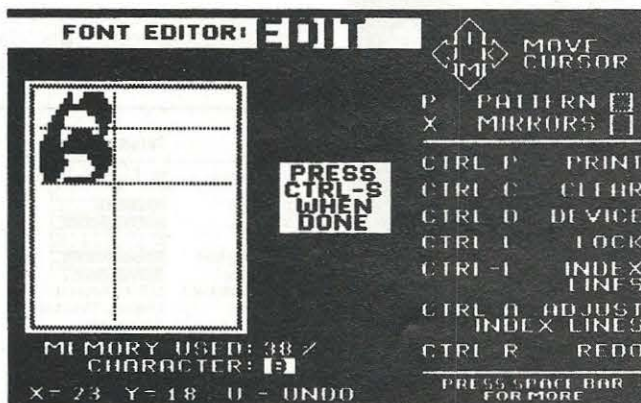 FONT EDITOR: EDIT
PRESS
CTRL-S
WHEN
DONE
MEMORY USED: 38 %
CHARACTER: B
X= 23 Y= 18 U - UNDO
I
J K
M
MOVE
CURSOR
P PATTERN
X MIRRORS [ ]
CTRL P PRINT
CTRL C CLEAR
CTRL D DEVICE
CTRL L LOCK
CTRL-I INDEX
LINES
CTRL A ADJUST
INDEX LINES
CTRL R REDO
PRESS SPACE BAR
FOR MORE